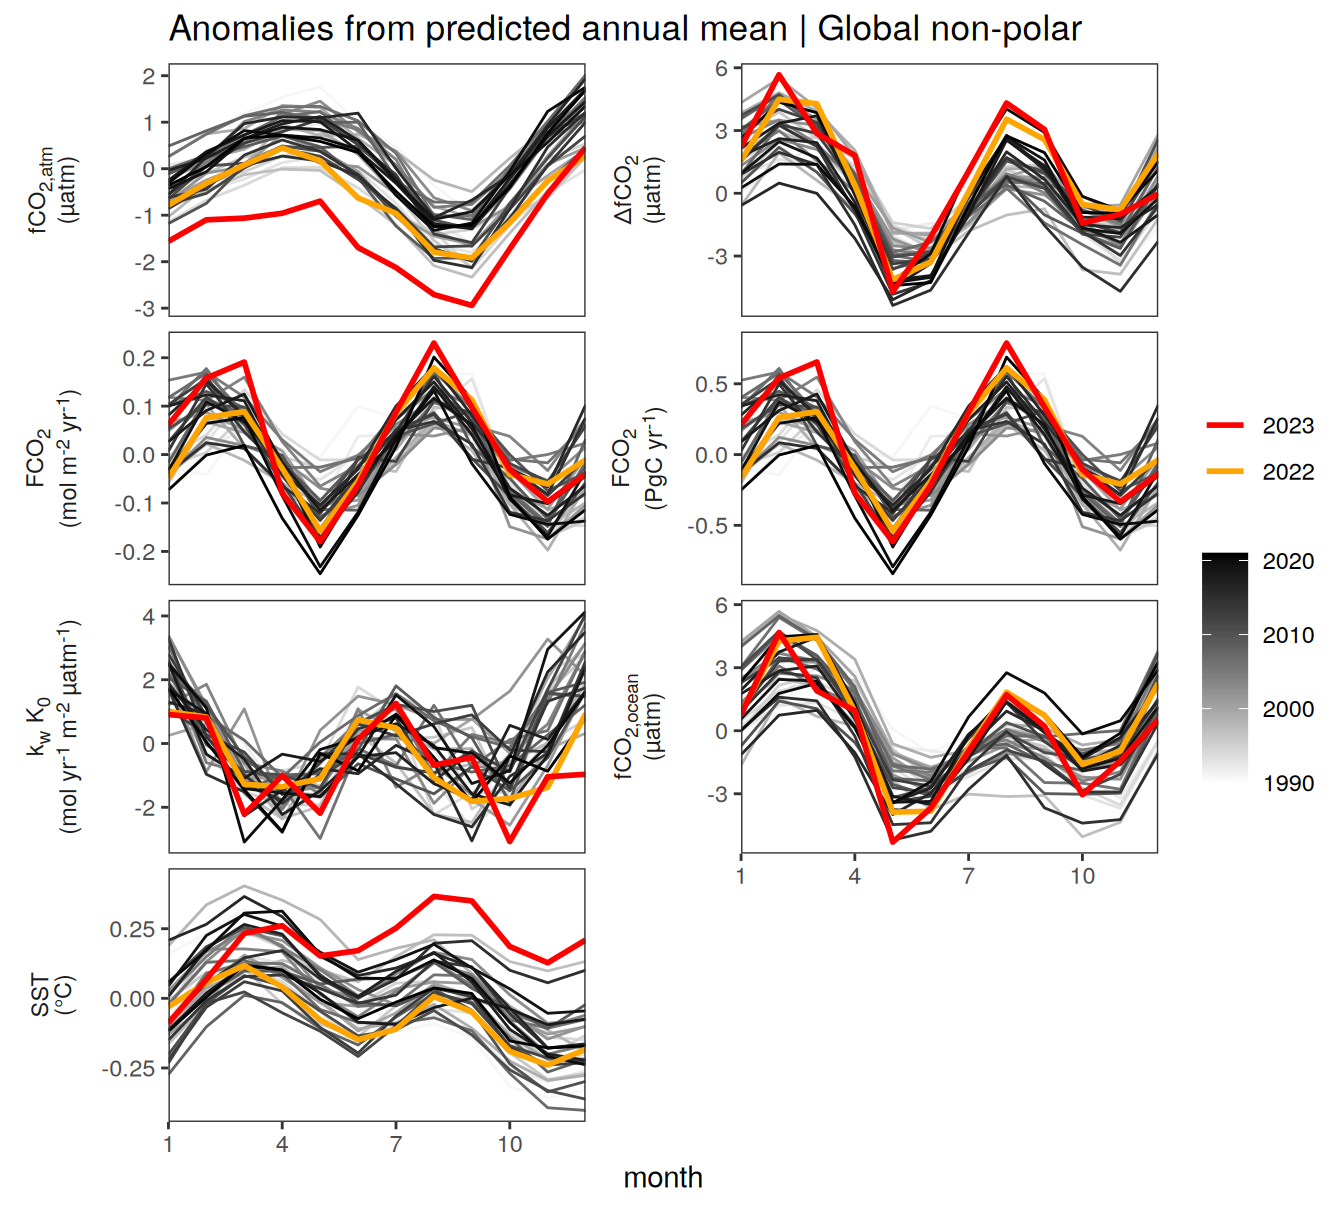 Anomalies from predicted annual mean | Global non-polar
fCO2,atm
(µatm)
2
1
0
-1
-2
-3
ΔfCO2
(µatm)
6
3
0
-3
FCO2
(mol m-2 yr-1)
0.2
0.1
0.0
-0.1
-0.2
FCO2
(PgC yr-1)
0.5
0.0
-0.5
kw K0
(mol yr-1 m-2 µatm-1)
4
2
0
-2
fCO2,ocean
(µatm)
6
3
0
-3
1 4 7 10
SST
(°C)
0.25
0.00
-0.25
1 4 7 10
month
2023
2022
2020
2010
2000
1990